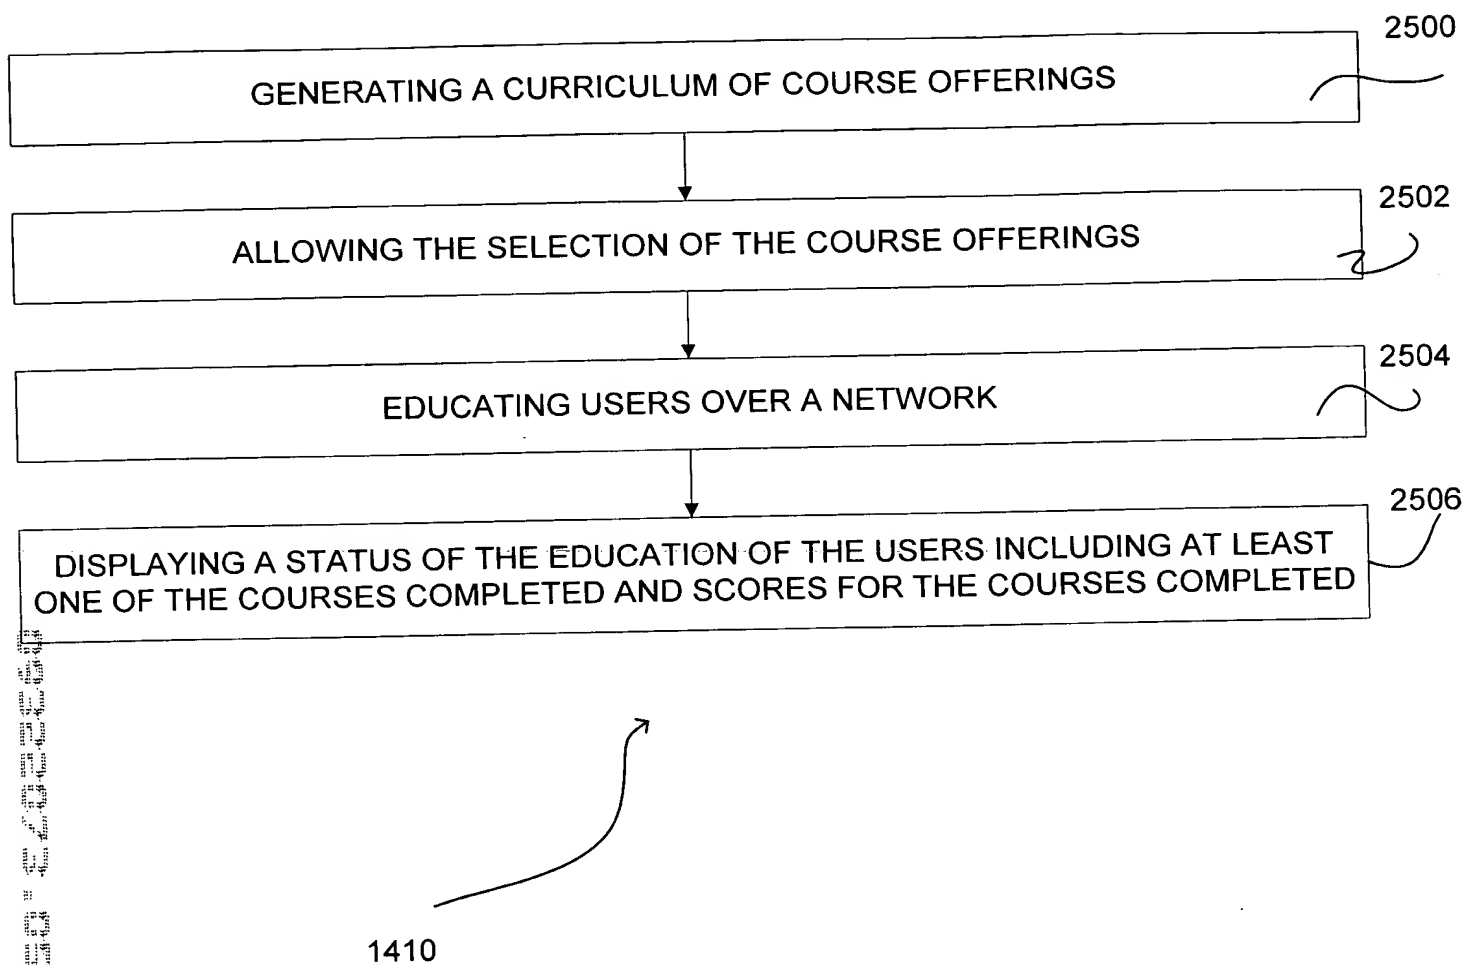 2500
GENERATING A CURRICULUM OF COURSE OFFERINGS
2502
ALLOWING THE SELECTION OF THE COURSE OFFERINGS
2504
EDUCATING USERS OVER A NETWORK
2506
DISPLAYING A STATUS OF THE EDUCATION OF THE USERS INCLUDING AT LEAST
ONE OF THE COURSES COMPLETED AND SCORES FOR THE COURSES COMPLETED
1410